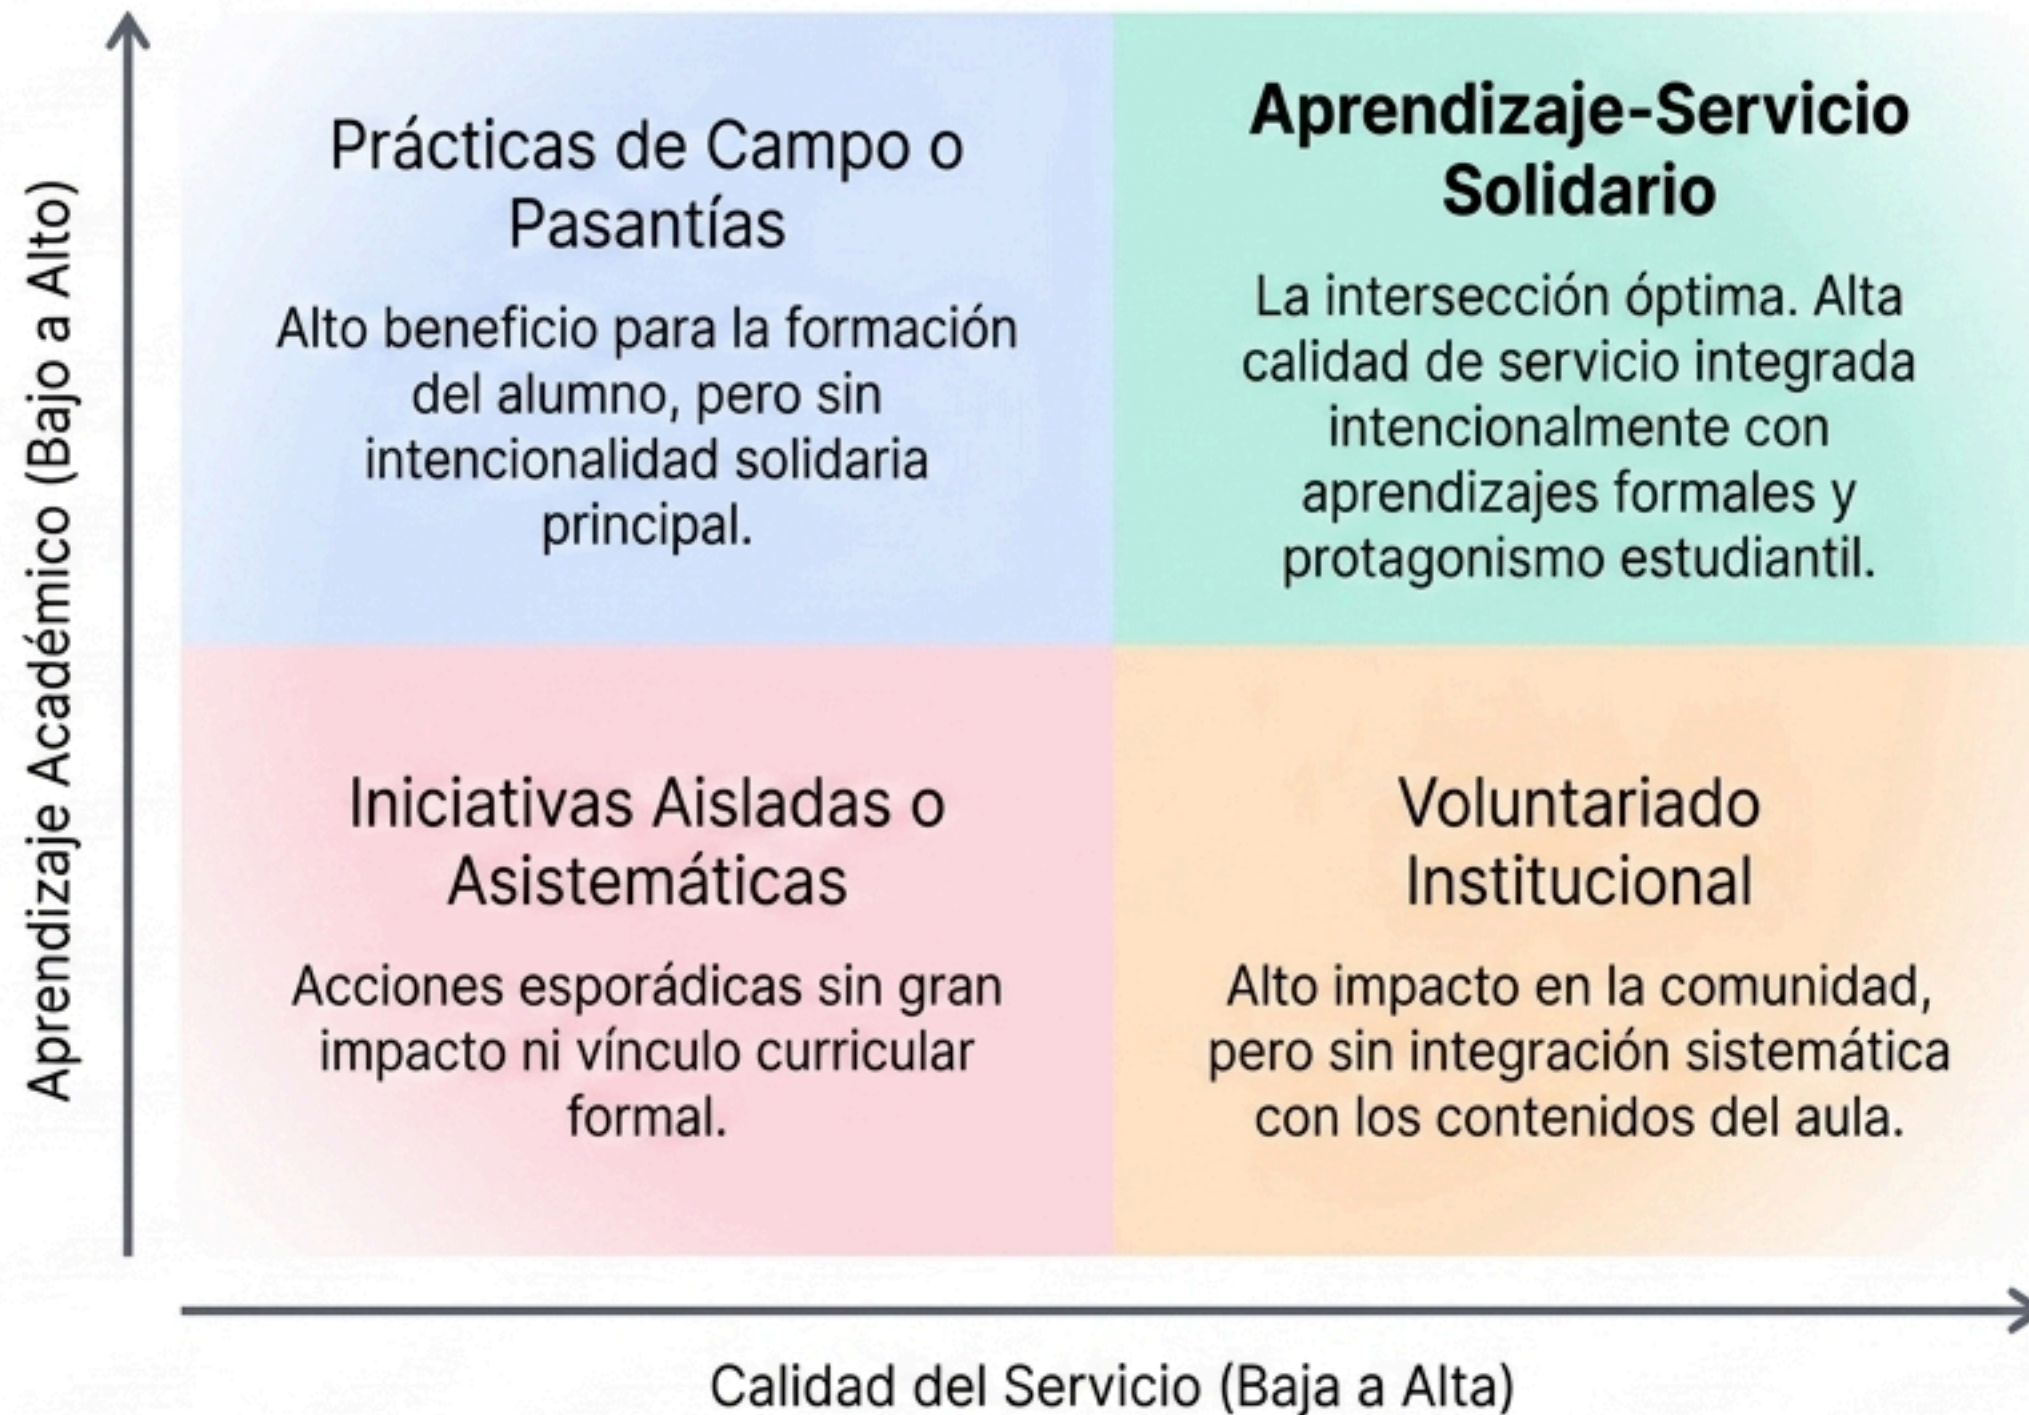 Aprendizaje Académico (Bajo a Alto)
Prácticas de Campo o
Pasantías
Alto beneficio para la formación
del alumno, pero sin
intencionalidad solidaria
principal.
Aprendizaje-Servicio
Solidario
La intersección óptima. Alta
calidad de servicio integrada
intencionalmente con
aprendizajes formales y
protagonismo estudiantil.
Iniciativas Aisladas o
Asistemáticas
Acciones esporádicas sin gran
impacto ni vínculo curricular
formal.
Voluntariado
Institucional
Alto impacto en la comunidad,
pero sin integración sistemática
con los contenidos del aula.
Calidad del Servicio (Baja a Alta)